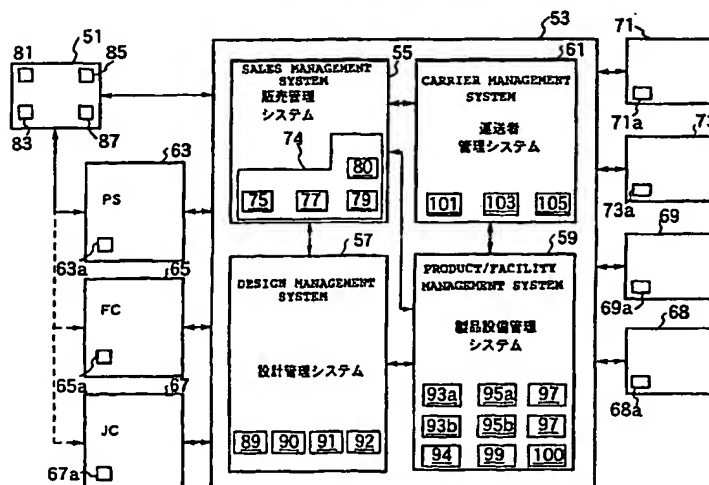 53
51
81
85
83
87
55
SALES MANAGEMENT
SYSTEM
販売管理
システム
74
80
75 77 79
61
CARRIER MANAGEMENT
SYSTEM
運送者
管理システム
101 103 105
71
71a
73
73a
63
PS
63a
65
FC
65a
67
JC
67a
57
DESIGN MANAGEMENT
SYSTEM
設計管理システム
89 90 91 92
59
PRODUCT/FACILITY
MANAGEMENT SYSTEM
製品設備管理
システム
93a 95a 97
93b 95b 97
94 99 100
69
69a
68
68a